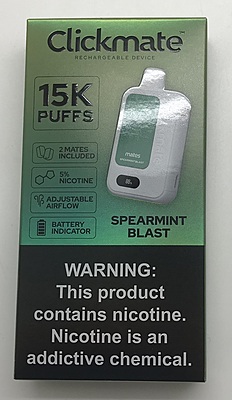 Clickmate™
RECHARGEABLE DEVICE
15K
PUFFS
2 MATES
INCLUDED
5%
NICOTINE
ADJUSTABLE
AIRFLOW
BATTERY
INDICATOR
mates
SPEARMINT
BLAST
WARNING:
This product
contains nicotine.
Nicotine is an
addictive chemical.